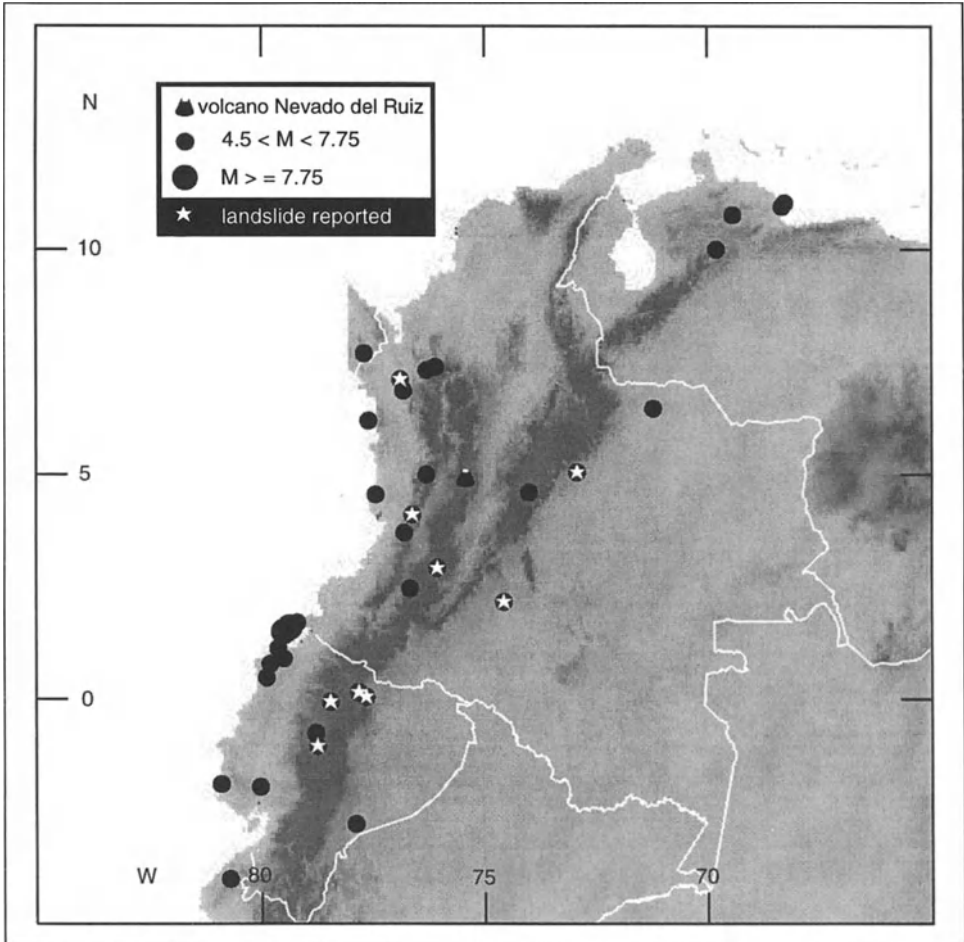 N
volcano Nevado del Ruiz
4.5 < M < 7.75
M > = 7.75
landslide reported
10
5
0
W
80
75
70